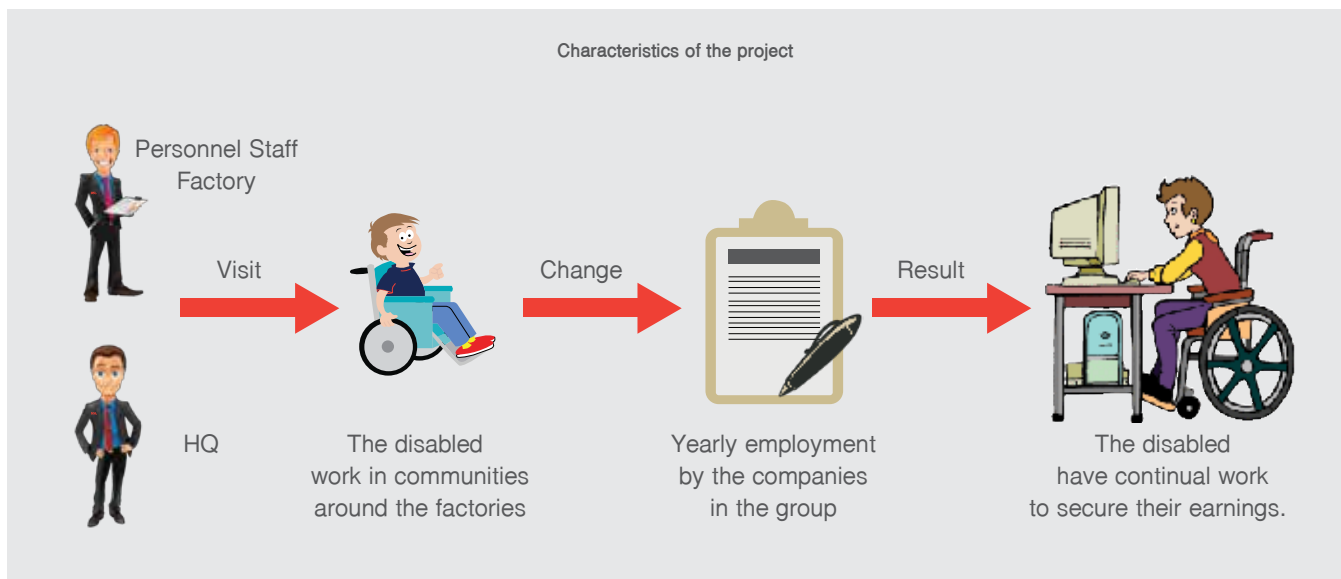 Characteristics of the project
Personnel Staff
Factory
Visit
Change
Result
HQ
The disabled
work in communities
around the factories
Yearly employment
by the companies
in the group
The disabled
have continual work
to secure their earnings.